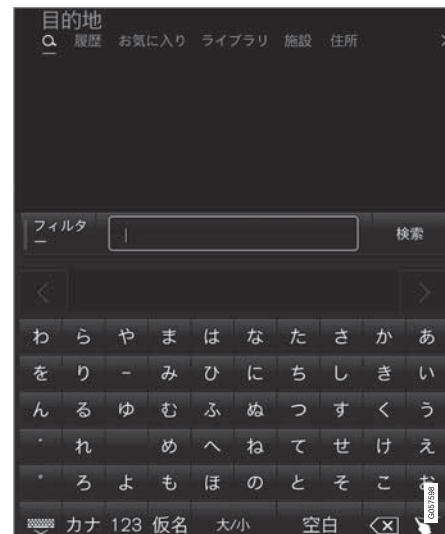 目的地
履歴 お気に入り ライブラリ 施設 住所
フィルター
検索
わ ら や ま は な た さ か あ
を り - み ひ に ち し き い
ん る ゆ む ふ ぬ つ す く う
゛ れ め へ ね て せ け え
゜ ろ よ も ほ の と そ こ お
カナ 123 仮名 大/小 空白
G057598